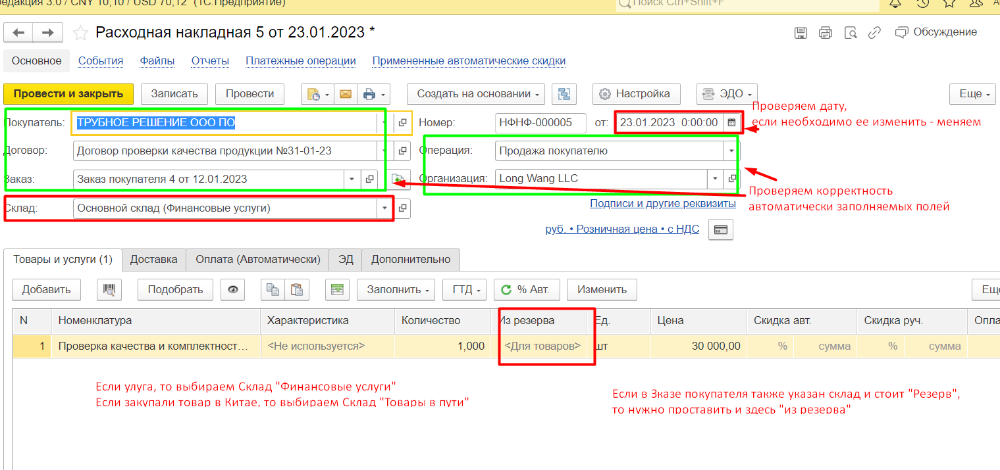 редакция 3.0 / CNY 10,10 / USD 70,12 (1С:Предприятие)
Поиск Ctrl+Shift+F
Расходная накладная 5 от 23.01.2023 *
Обсуждение
Основное События Файлы Отчеты Платежные операции Примененные автоматические скидки
Провести и закрыть Записать Провести Создать на основании Настройка ЭДО Еще
Проверяем дату,
если необходимо ее изменить - меняем
Покупатель: ТРУБНОЕ РЕШЕНИЕ ООО ПО Номер: НФНФ-000005 от: 23.01.2023 0:00:00
Договор: Договор проверки качества продукции №31-01-23 Операция: Продажа покупателю
Заказ: Заказ покупателя 4 от 12.01.2023 Организация: Long Wang LLC
Проверяем корректность
автоматически заполняемых полей
Склад: Основной склад (Финансовые услуги) Подписи и другие реквизиты
руб. • Розничная цена • с НДС
Товары и услуги (1) Доставка Оплата (Автоматически) ЭД Дополнительно
Добавить Подобрать Заполнить ГТД % Авт. Изменить Еще
N Номенклатура Характеристика Количество Из резерва Ед. Цена Скидка авт. Скидка руч. Опла
1 Проверка качества и комплектност... <Не используется> 1,000 <Для товаров> шт 30 000,00 % сумма % сумма
Если улуга, то выбираем Склад "Финансовые услуги"
Если закупали товар в Китае, то выбираем Склад "Товары в пути"
Если в Зказе покупателя также указан склад и стоит "Резерв",
то нужно проставить и здесь "из резерва"